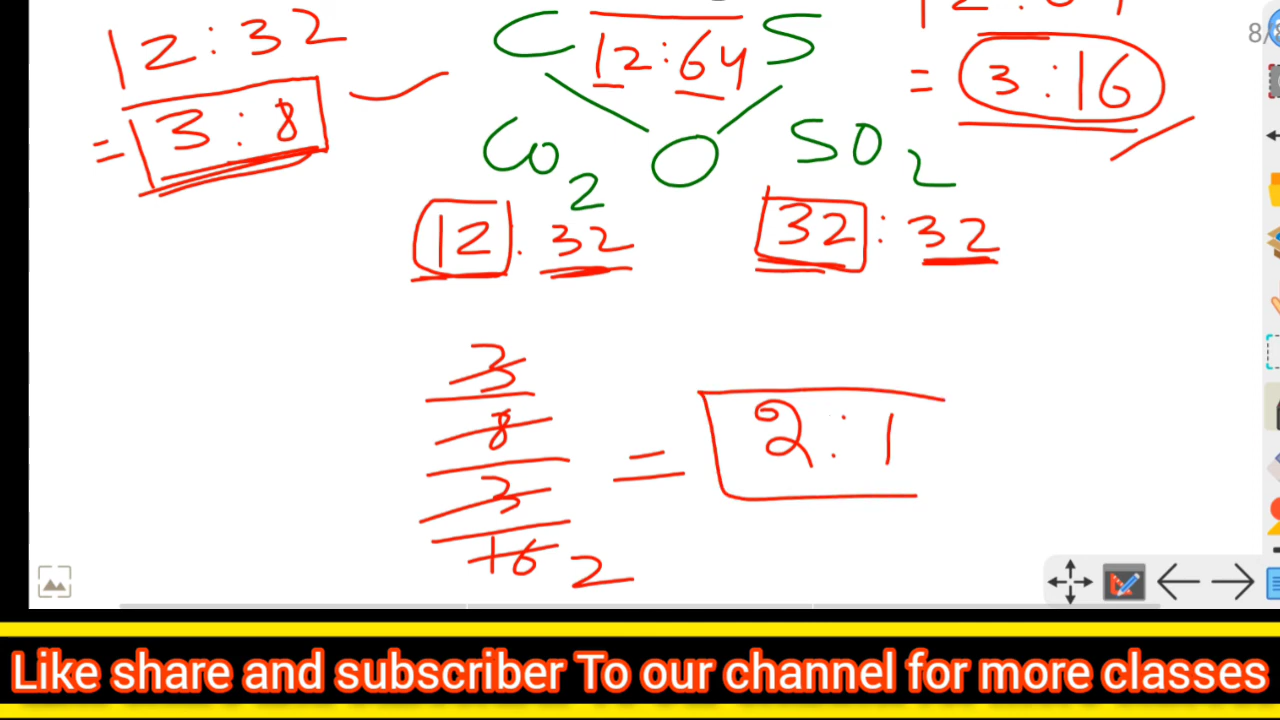 12:32
= 3:8
C 12:64 S
= 3:16
8/
CO2 O SO2
12 : 32
32 : 32
3
8
3
16 2
= 2:1
Like share and subscriber To our channel for more classes